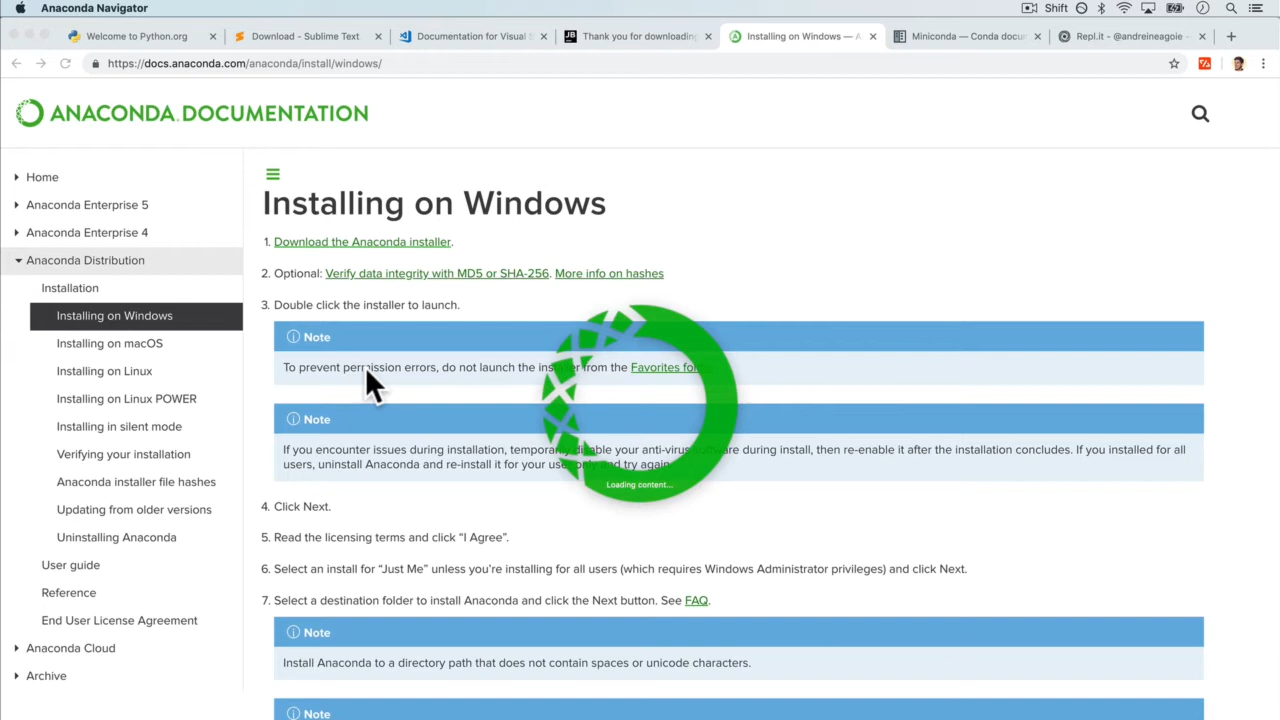 Anaconda Navigator
Shift
Welcome to Python.org
Download - Sublime Text
Documentation for Visual S
Thank you for downloading
Installing on Windows — A
Miniconda — Conda docum
Repl.it - @andreineagoie -
https://docs.anaconda.com/anaconda/install/windows/
ANACONDA.DOCUMENTATION
Home
Anaconda Enterprise 5
Anaconda Enterprise 4
Anaconda Distribution
Installation
Installing on Windows
Installing on macOS
Installing on Linux
Installing on Linux POWER
Installing in silent mode
Verifying your installation
Anaconda installer file hashes
Updating from older versions
Uninstalling Anaconda
User guide
Reference
End User License Agreement
Anaconda Cloud
Archive
Installing on Windows
1. Download the Anaconda installer.
2. Optional: Verify data integrity with MD5 or SHA-256. More info on hashes
3. Double click the installer to launch.
Note
To prevent permission errors, do not launch the installer from the Favorites folder.
Note
If you encounter issues during installation, temporarily disable your anti-virus software during install, then re-enable it after the installation concludes. If you installed for all
users, uninstall Anaconda and re-install it for your user only and try again.
Loading content...
4. Click Next.
5. Read the licensing terms and click “I Agree”.
6. Select an install for “Just Me” unless you’re installing for all users (which requires Windows Administrator privileges) and click Next.
7. Select a destination folder to install Anaconda and click the Next button. See FAQ.
Note
Install Anaconda to a directory path that does not contain spaces or unicode characters.
Note